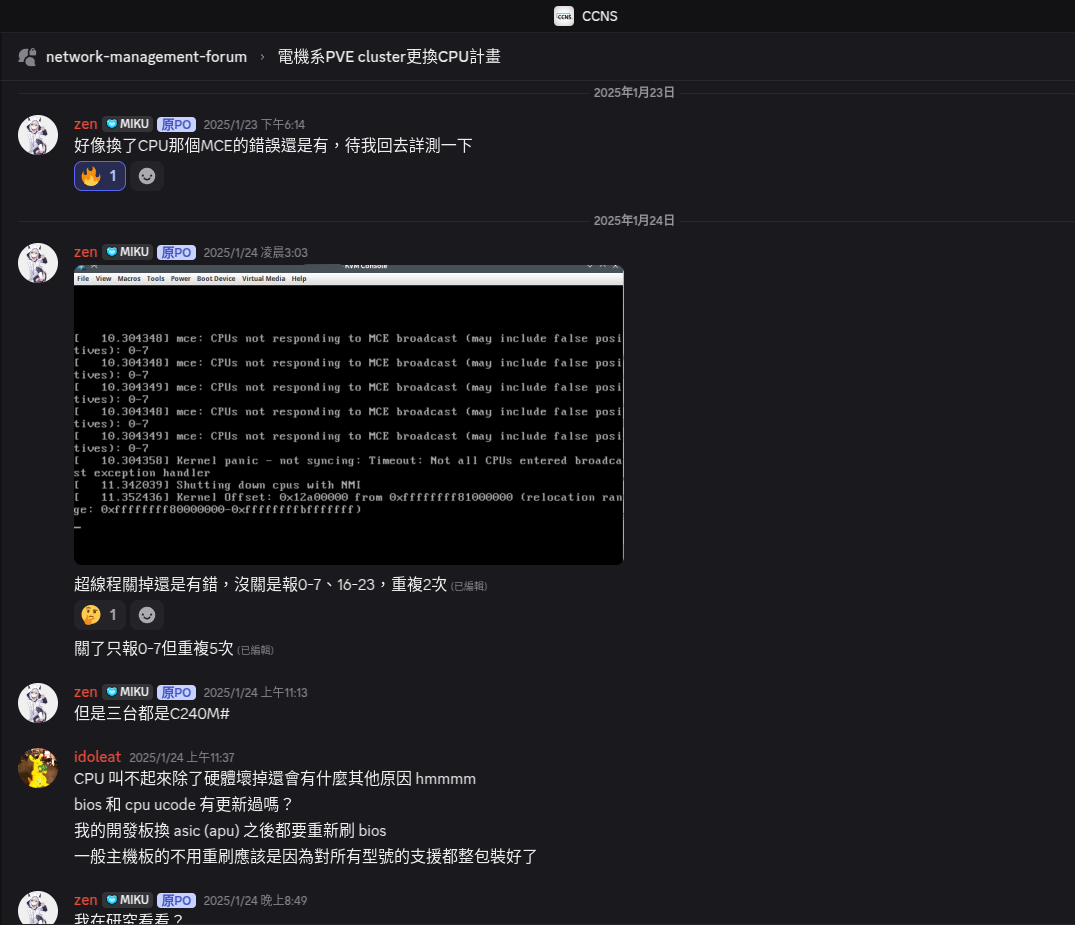 CCNS
network-management-forum › 電機系PVE cluster更換CPU計畫
2025年1月23日
zen MIKU 原PO 2025/1/23 下午6:14
好像換了CPU那個MCE的錯誤還是有，待我回去詳測一下
1
2025年1月24日
zen MIKU 原PO 2025/1/24 凌晨3:03
KVM Console
File View Macros Tools Power Boot Device Virtual Media Help
[   10.304348] mce: CPUs not responding to MCE broadcast (may include false posi
tives): 0-7
[   10.304348] mce: CPUs not responding to MCE broadcast (may include false posi
tives): 0-7
[   10.304349] mce: CPUs not responding to MCE broadcast (may include false posi
tives): 0-7
[   10.304348] mce: CPUs not responding to MCE broadcast (may include false posi
tives): 0-7
[   10.304349] mce: CPUs not responding to MCE broadcast (may include false posi
tives): 0-7
[   10.304358] Kernel panic - not syncing: Timeout: Not all CPUs entered broadca
st exception handler
[   11.342039] Shutting down cpus with NMI
[   11.352436] Kernel Offset: 0x12a00000 from 0xffffffff81000000 (relocation ran
ge: 0xffffffff80000000-0xffffffffbfffffff)
超線程關掉還是有錯，沒關是報0-7、16-23，重複2次 (已編輯)
1
關了只報0-7但重複5次 (已編輯)
zen MIKU 原PO 2025/1/24 上午11:13
但是三台都是C240M#
idoleat 2025/1/24 上午11:37
CPU 叫不起來除了硬體壞掉還會有什麼其他原因 hmmmm
bios 和 cpu ucode 有更新過嗎？
我的開發板換 asic (apu) 之後都要重新刷 bios
一般主機板的不用重刷應該是因為對所有型號的支援都整包裝好了
zen MIKU 原PO 2025/1/24 晚上8:49
我在研究看看？